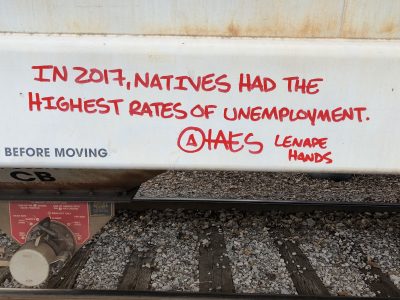 IN 2017, NATIVES HAD THE
HIGHEST RATES OF UNEMPLOYMENT.
Ⓐ HAES LENAPE
HANDS
BEFORE MOVING
CB